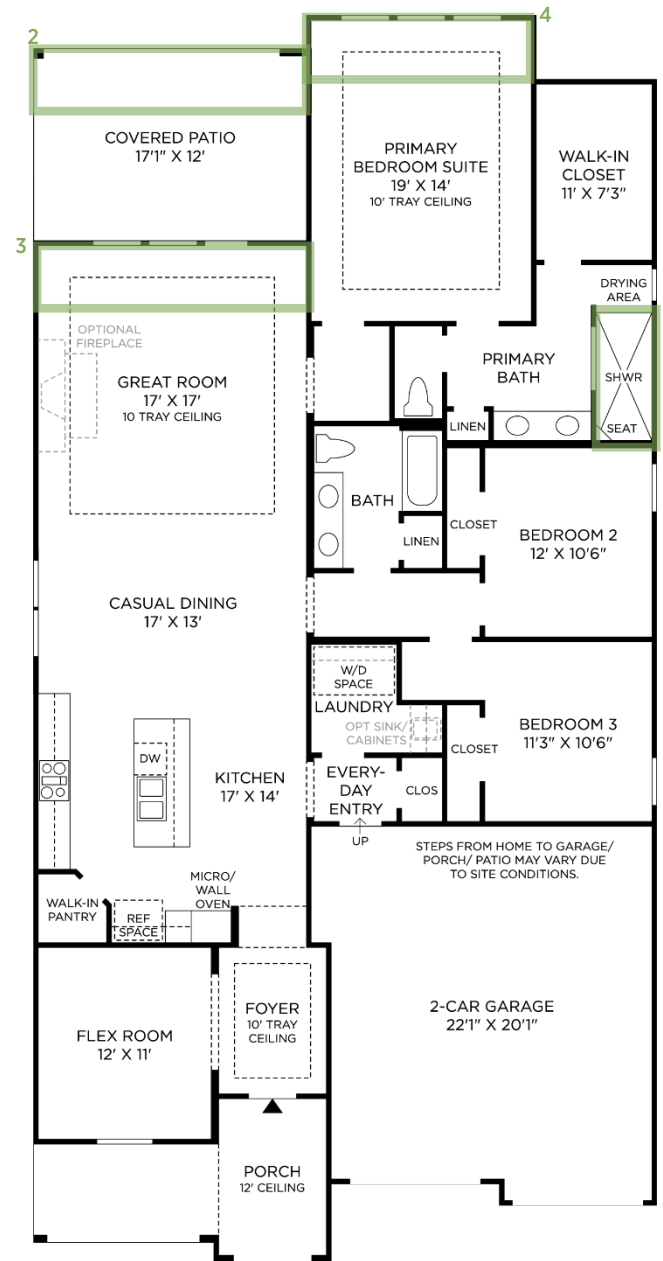 2
4
COVERED PATIO
17'1" X 12'
PRIMARY
BEDROOM SUITE
19' X 14'
10' TRAY CEILING
WALK-IN
CLOSET
11' X 7'3"
3
DRYING
AREA
OPTIONAL
FIREPLACE
GREAT ROOM
17' X 17'
10 TRAY CEILING
PRIMARY
BATH
SHWR
SEAT
LINEN
BATH
LINEN
CLOSET
BEDROOM 2
12' X 10'6"
CASUAL DINING
17' X 13'
W/D
SPACE
LAUNDRY
OPT SINK/
CABINETS
CLOSET
BEDROOM 3
11'3" X 10'6"
DW
KITCHEN
17' X 14'
EVERY-
DAY
ENTRY
CLOS
UP
STEPS FROM HOME TO GARAGE/
PORCH/ PATIO MAY VARY DUE
TO SITE CONDITIONS.
MICRO/
WALL
OVEN
WALK-IN
PANTRY
REF
SPACE
FLEX ROOM
12' X 11'
FOYER
10' TRAY
CEILING
2-CAR GARAGE
22'1" X 20'1"
PORCH
12' CEILING